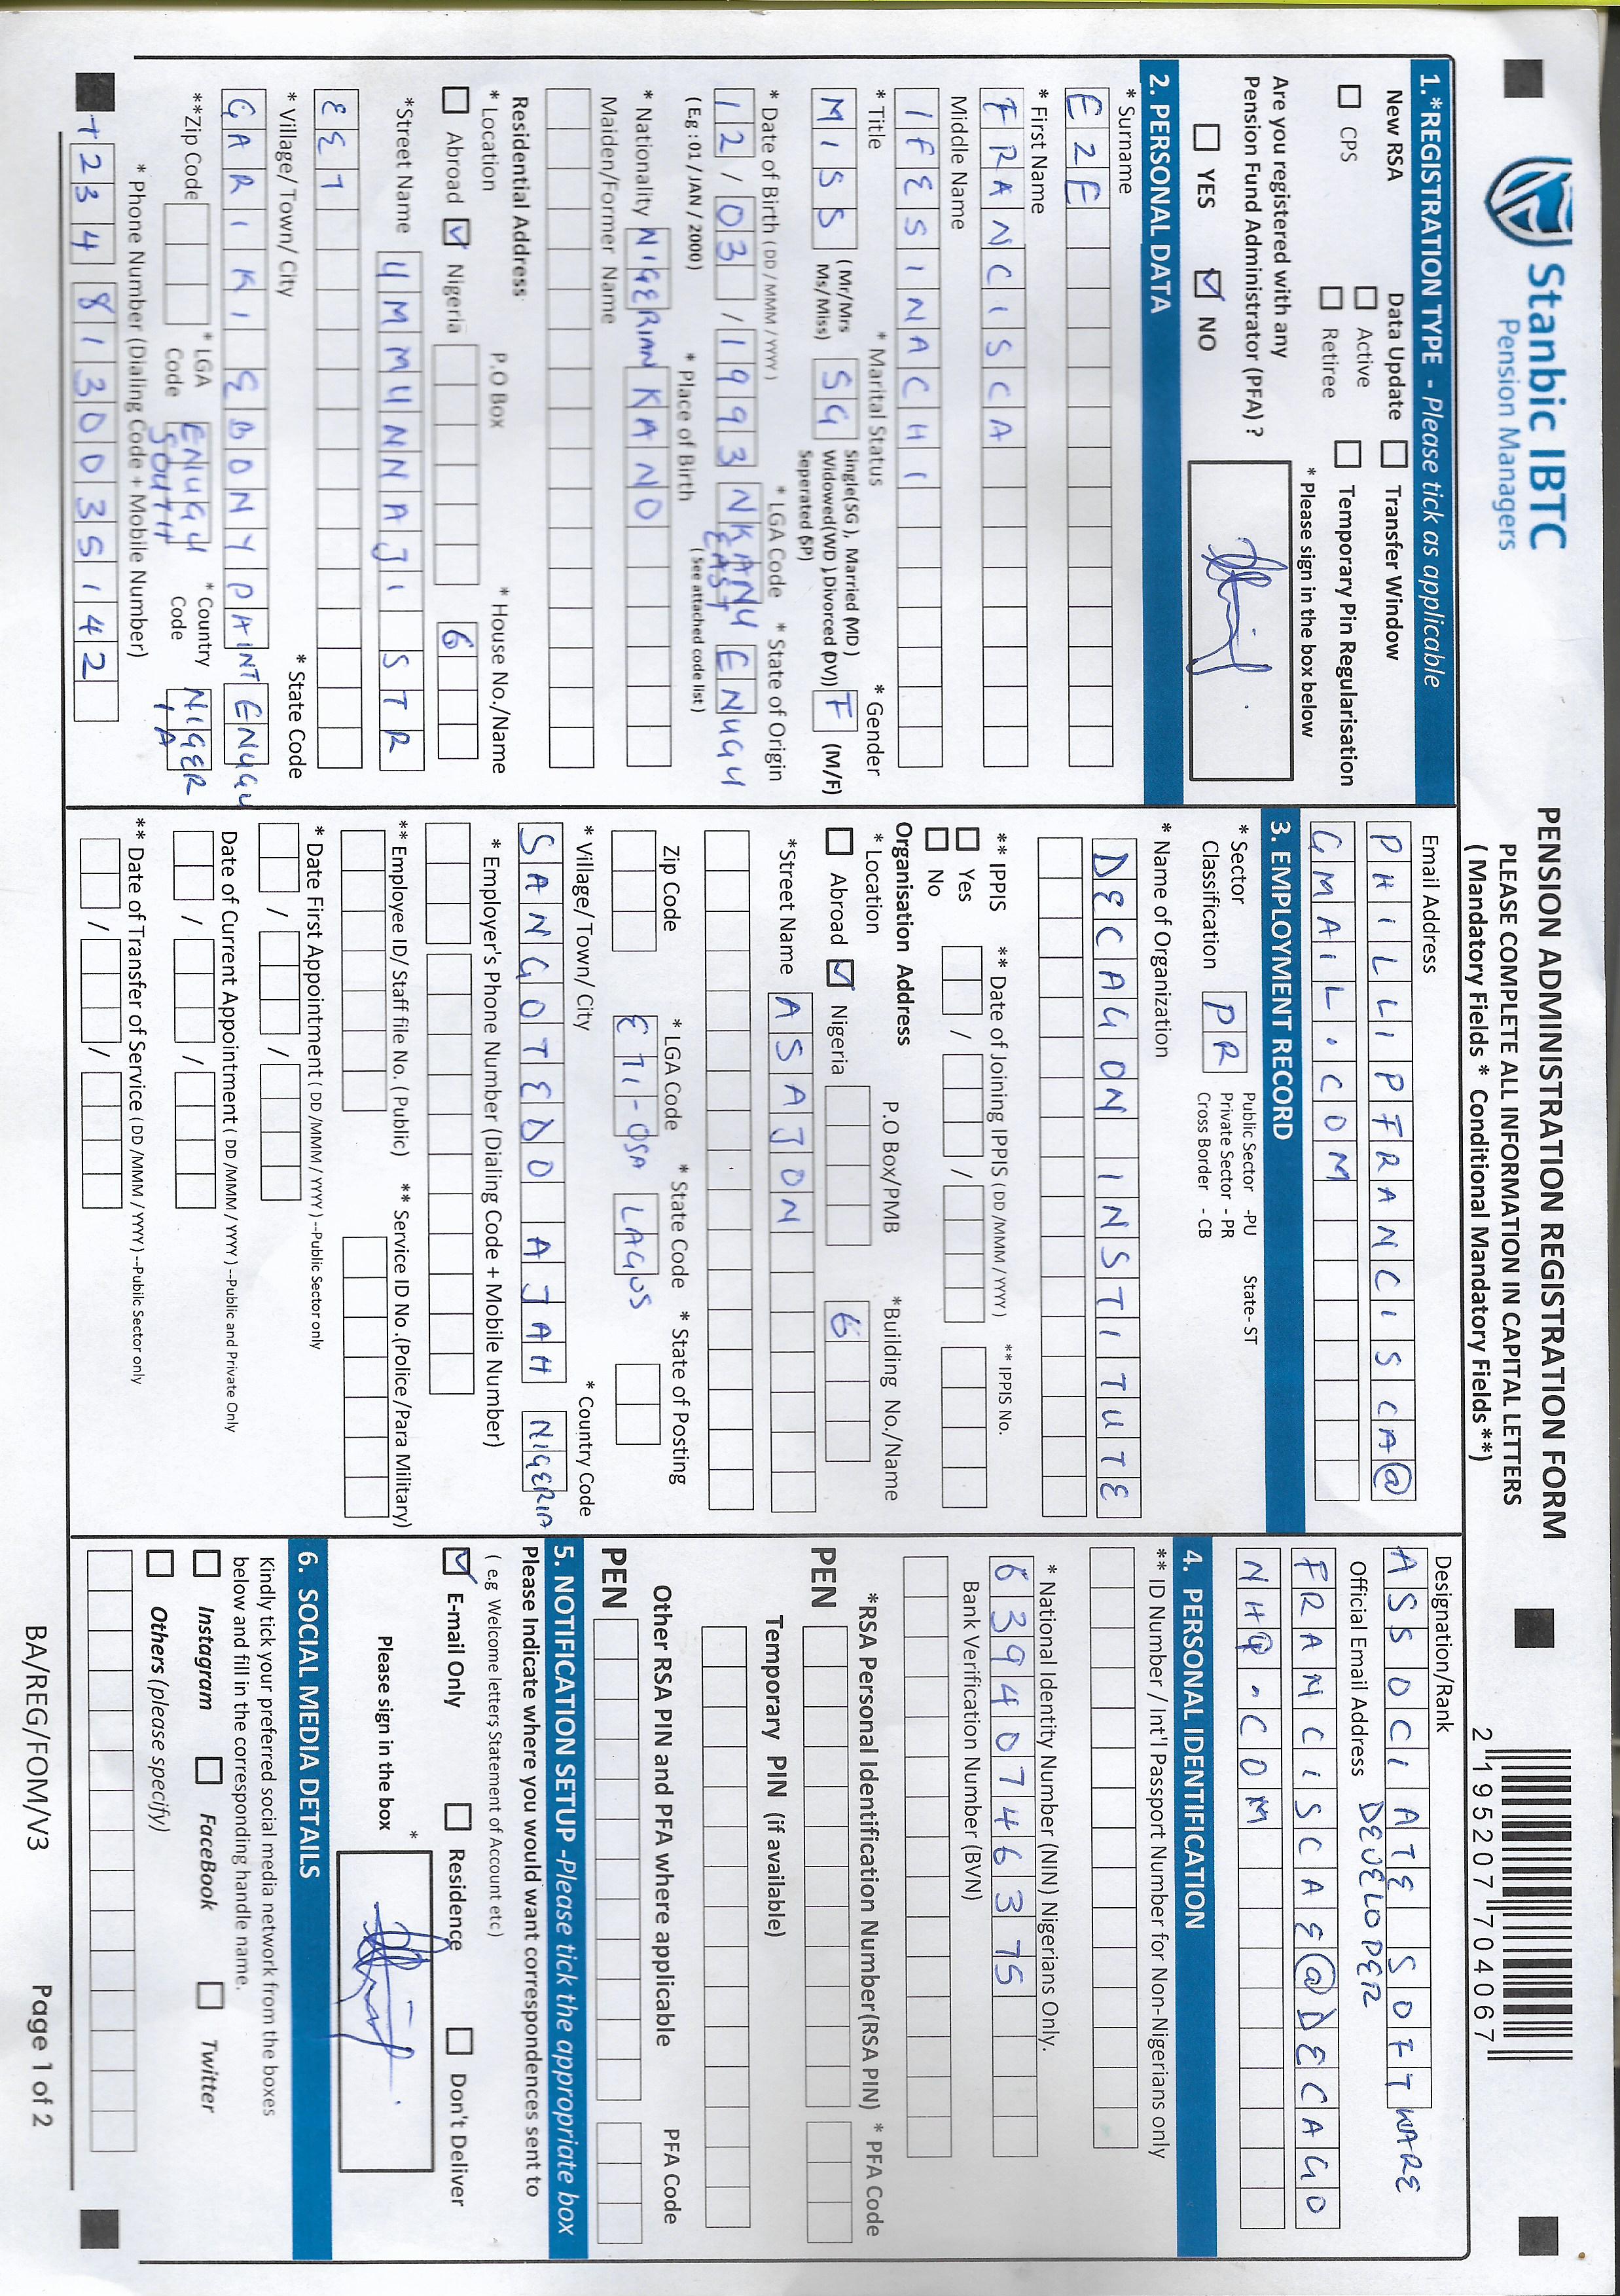 Stanbic IBTC
Pension Managers
PENSION ADMINISTRATION REGISTRATION FORM
PLEASE COMPLETE ALL INFORMATION IN CAPITAL LETTERS
( Mandatory Fields * Conditional Mandatory Fields **)
2 195207 704067
1.*REGISTRATION TYPE - Please tick as applicable
New RSA
Data Update
Transfer Window
CPS
Active
Retiree
Temporary Pin Regularisation
Are you registered with any
Pension Fund Administrator (PFA) ?
* Please sign in the box below
YES
NO
2. PERSONAL DATA
* Surname
EZE
* First Name
FRANCISCA
Middle Name
IFESINACHI
* Title
* Marital Status
* Gender
MISS
( Mr/Mrs
Ms/Miss)
SG
Single(SG ), Married (MD )
Widowed(WD ) Divorced (DV))
Seperated SP)
F
(M/F)
* Date of Birth ( DD / MMM / YYYY )
* LGA Code
* State of Origin
12/03/1993
NKANU
EAST
ENUGU
( Eg :01 / JAN / 2000)
* Place of Birth
(See attached code list )
* Nationality
NIGERIAN
KANO
Maiden/Former Name
Residential Address
* Location
P.O Box
* House No./Name
Abroad
Nigeria
6
*Street Name
UMMUNNAJI STR
EET
* Village/ Town/ City
* State Code
GARIKI EBONYPAINT
ENUGU
**Zip Code
* LGA
Code
ENUGU
SOUTH
* Country
Code
NIGER
IA
* Phone Number (Dialing Code + Mobile Number)
+234 8130035142
Email Address
PHILLIPFRANCISCA@
GMAIL.COM
3. EMPLOYMENT RECORD
* Sector
Classification
PR
Public Sector -PU
Private Sector - PR
Cross Border - CB
State- ST
* Name of Organization
DECAGON INSTITUTE
** IPPIS
** Date of Joining IPPIS ( DD /MMM / YYYY )
** IPPIS No.
Yes
No
Organisation Address
* Location
P.O Box/PMB
*Building No./Name
Abroad
Nigeria
6
*Street Name
ASAJON
Zip Code
* LGA Code
* State Code
* State of Posting
ETI-OSA
LAGOS
* Village/ Town/ City
* Country Code
SANGOTEDO AJAH
NIGERIA
* Employer's Phone Number (Dialing Code + Mobile Number)
** Employee ID/ Staff file No. ( Public)
** Service ID No .(Police /Para Military)
* Date First Appointment ( DD /MMM / YYYY ) --Public Sector only
Date of Current Appointment ( DD /MMM / YYYY ) --Public and Private Only
** Date of Transfer of Service ( DD /MMM / YYYY ) --Public Sector only
Designation/Rank
ASSOCIATE SOFTWARE
DEVELOPER
Official Email Address
FRAMCISCAE@DECAGO
NHQ.COM
4. PERSONAL IDENTIFICATION
** ID Number / Int'l Passport Number for Non-Nigerians only
* National Identity Number (NIN) Nigerians Only.
63940746375
Bank Verification Number (BVN)
*RSA Personal Identification Number(RSA PIN)
* PFA Code
PEN
Temporary PIN (if available)
Other RSA PIN and PFA where applicable
PFA Code
PEN
5. NOTIFICATION SETUP -Please tick the appropriate box
Please Indicate where you would want correspondences sent to
( e.g Welcome letters, Statement of Account etc)
E-mail Only
Residence
Don't Deliver
Please sign in the box
*
6. SOCIAL MEDIA DETAILS
Kindly tick your preferred social media network from the boxes
below and fill in the corresponding handle name.
Instagram
FaceBook
Twitter
Others (please specify)
BA/REG/FOM/V3
Page 1 of 2